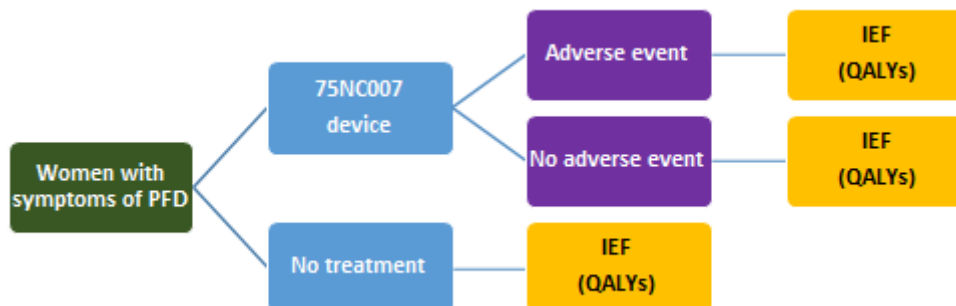 Women with
symptoms of PFD
75NC007
device
No treatment
Adverse event
No adverse event
IEF
(QALYs)
IEF
(QALYs)
IEF
(QALYs)